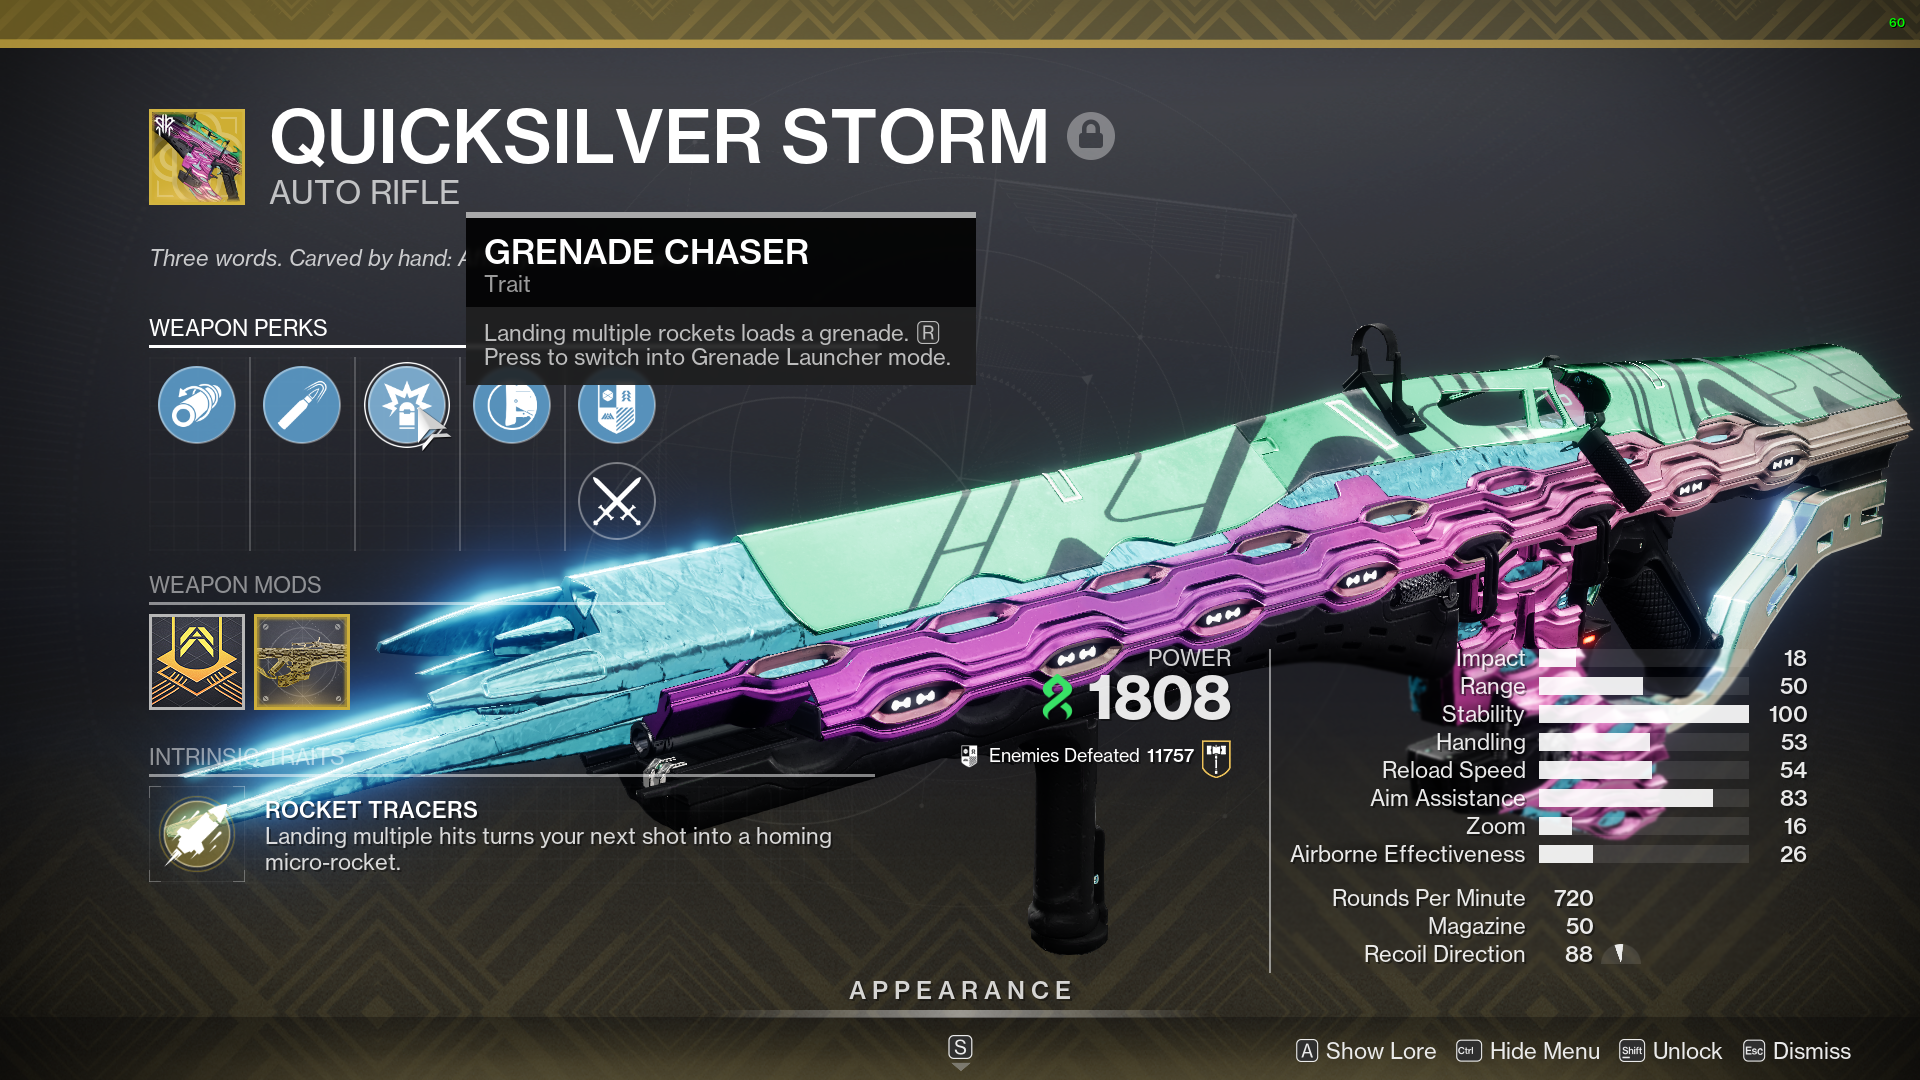 60
QUICKSILVER STORM
AUTO RIFLE
Three words. Carved by hand:
GRENADE CHASER
Trait
Landing multiple rockets loads a grenade. R
Press to switch into Grenade Launcher mode.
WEAPON PERKS
WEAPON MODS
INTRINSIC TRAITS
ROCKET TRACERS
Landing multiple hits turns your next shot into a homing
micro-rocket.
POWER
1808
Enemies Defeated 11757
Impact 18
Range 50
Stability 100
Handling 53
Reload Speed 54
Aim Assistance 83
Zoom 16
Airborne Effectiveness 26
Rounds Per Minute 720
Magazine 50
Recoil Direction 88
APPEARANCE
S
A Show Lore Ctrl Hide Menu Shift Unlock Esc Dismiss